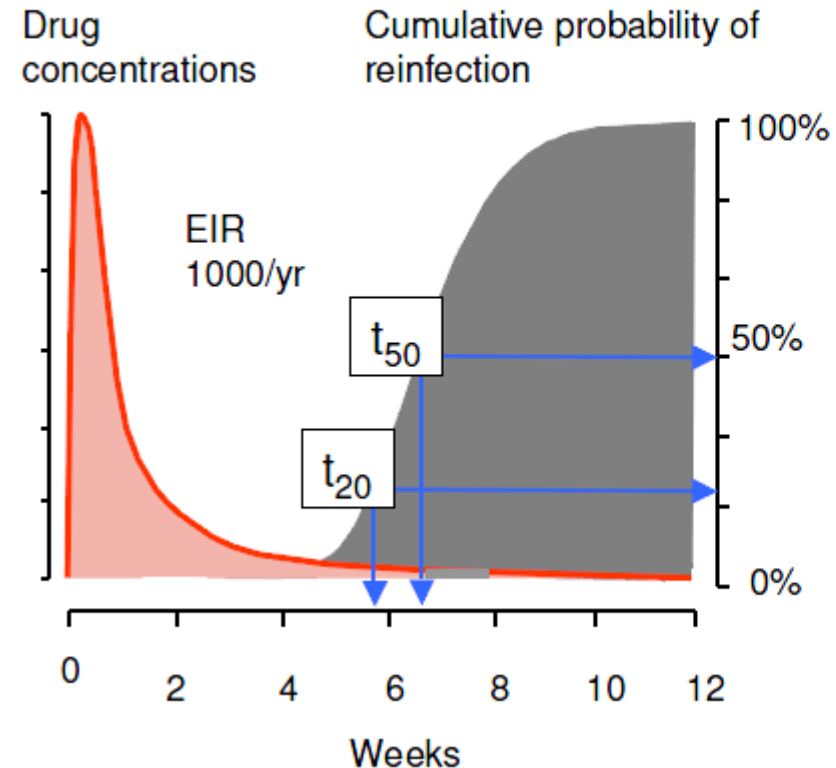 Drug
concentrations
Cumulative probability of
reinfection
100%
EIR
1000/yr
t50
50%
t20
0%
0 2 4 6 8 10 12
Weeks